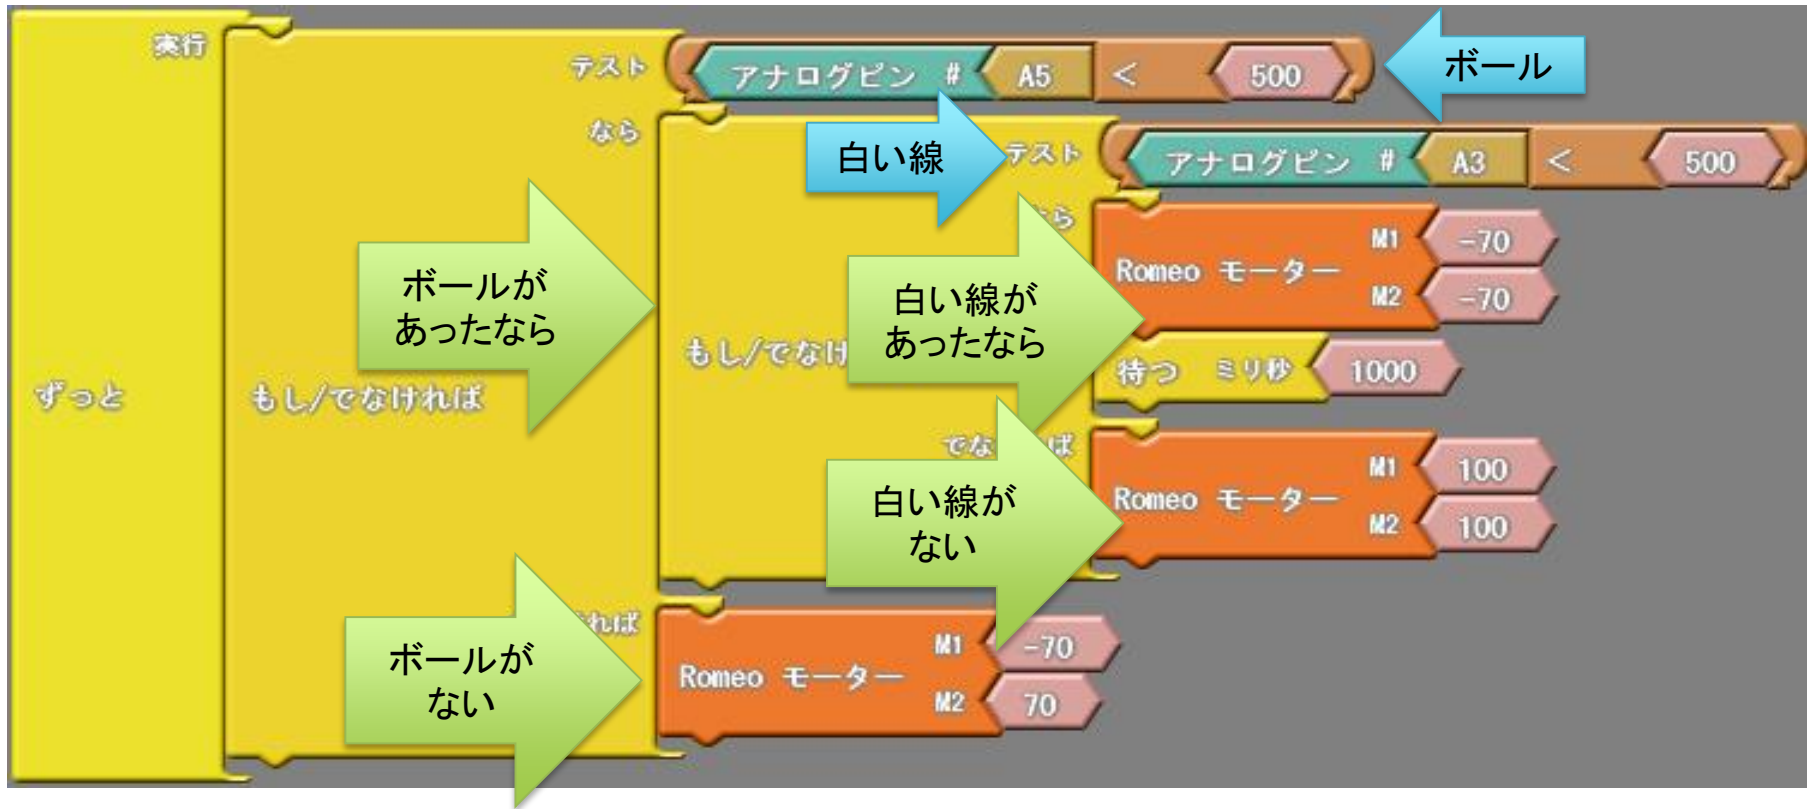 実行
テスト
アナログピン # A5 < 500
ボール
なら
白い線
テスト
アナログピン # A3 < 500
ら
Romeo モーター
M1 -70
M2 -70
ボールが
あったなら
白い線が
あったなら
もし/でなけ
待つ ミリ秒 1000
ずっと
もし/でなければ
でな
ば
Romeo モーター
M1 100
M2 100
白い線が
ない
ければ
ボールが
ない
Romeo モーター
M1 -70
M2 70